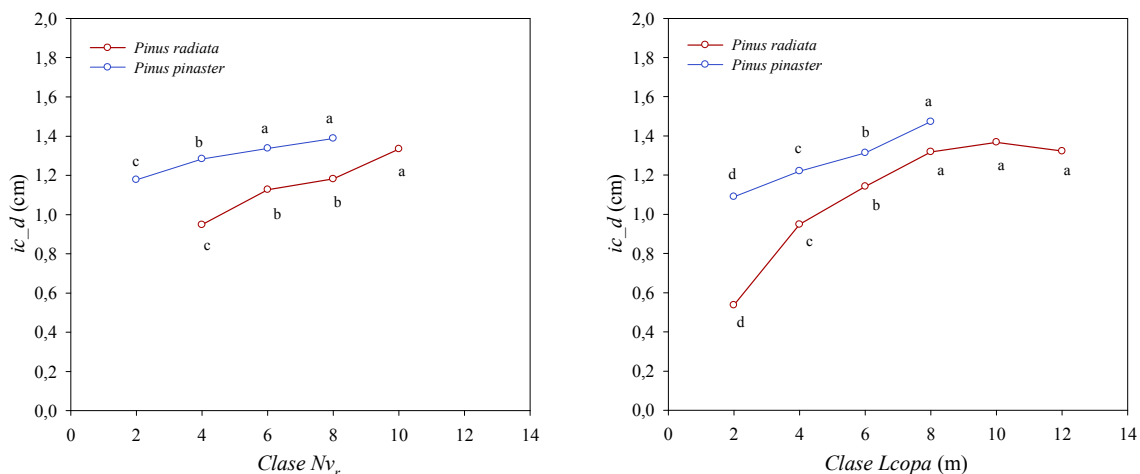 2,0
1,8
1,6
1,4
1,2
1,0
0,8
0,6
0,4
0,2
0,0
ic_d (cm)
Pinus radiata
Pinus pinaster
c
b
a
a
c
b
b
a
0 2 4 6 8 10 12 14
Clase Nvr
2,0
1,8
1,6
1,4
1,2
1,0
0,8
0,6
0,4
0,2
0,0
ic_d (cm)
Pinus radiata
Pinus pinaster
d
c
b
a
d
c
b
a
a
a
0 2 4 6 8 10 12 14
Clase Lcopa (m)